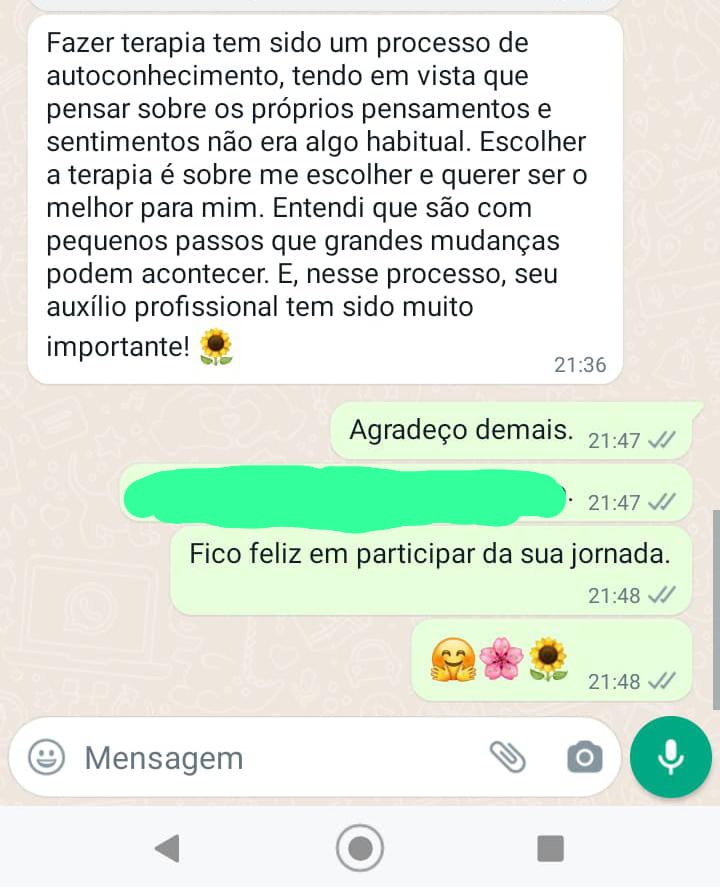 Fazer terapia tem sido um processo de
autoconhecimento, tendo em vista que
pensar sobre os próprios pensamentos e
sentimentos não era algo habitual. Escolher
a terapia é sobre me escolher e querer ser o
melhor para mim. Entendi que são com
pequenos passos que grandes mudanças
podem acontecer. E, nesse processo, seu
auxílio profissional tem sido muito
importante! 🌻
21:36
Agradeço demais. 21:47
. 21:47
Fico feliz em participar da sua jornada.
21:48
🤗🌸🌻 21:48
Mensagem